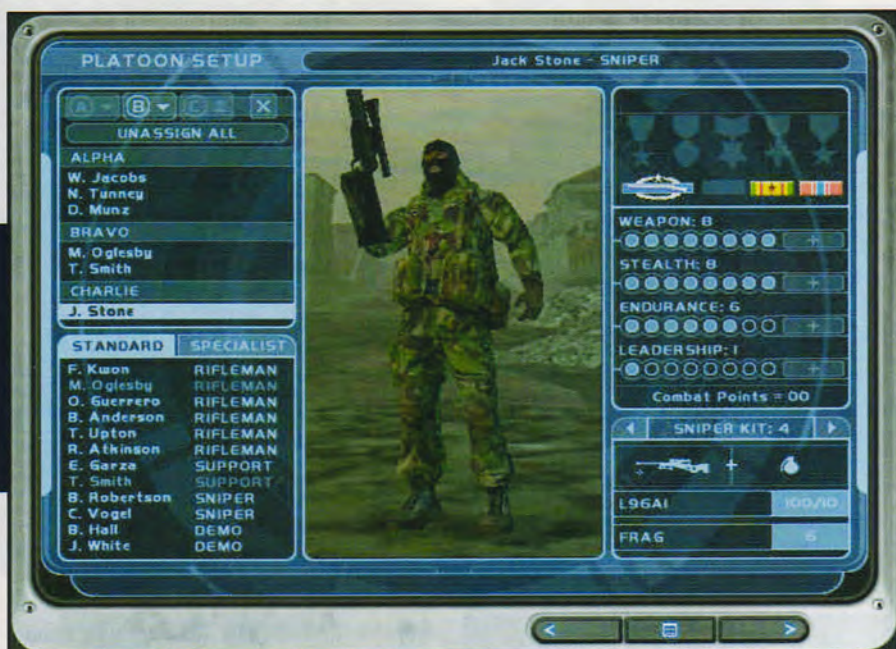 PLATOON SETUP
Jack Stone - SNIPER
A
B
C
X
UNASSIGN ALL
ALPHA
W. Jacobs
N. Tunney
D. Munz
BRAVO
M. Oglesby
T. Smith
CHARLIE
J. Stone
STANDARD SPECIALIST
F. Kwon RIFLEMAN
M. Oglesby RIFLEMAN
O. Guerrero RIFLEMAN
B. Anderson RIFLEMAN
T. Upton RIFLEMAN
R. Atkinson RIFLEMAN
E. Garza SUPPORT
T. Smith SUPPORT
B. Robertson SNIPER
C. Vogel SNIPER
B. Hall DEMO
J. White DEMO
WEAPON: 8
+
STEALTH: 8
+
ENDURANCE: 6
+
LEADERSHIP: 1
+
Combat Points = 00
SNIPER KIT: 4
+
L96A1 100/10
FRAG 6
< >